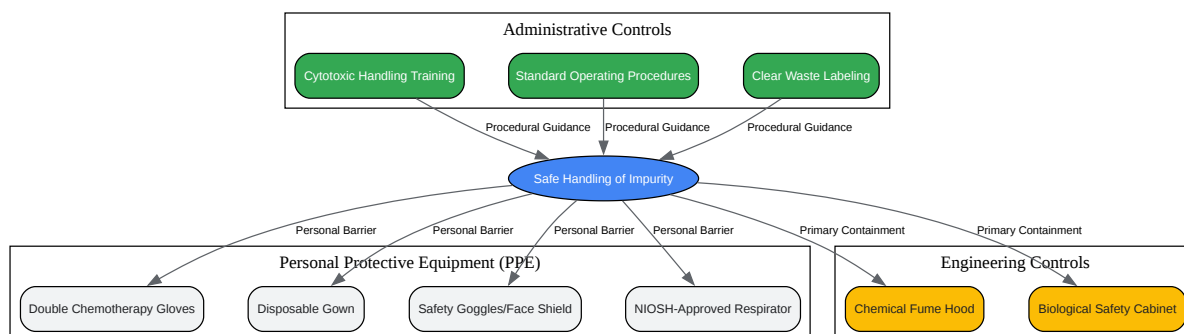 Administrative Controls
Cytotoxic Handling Training
Standard Operating Procedures
Clear Waste Labeling
Procedural Guidance
Procedural Guidance
Procedural Guidance
Safe Handling of Impurity
Personal Barrier
Personal Barrier
Personal Barrier
Personal Barrier
Primary Containment
Primary Containment
Personal Protective Equipment (PPE)
Engineering Controls
Double Chemotherapy Gloves
Disposable Gown
Safety Goggles/Face Shield
NIOSH-Approved Respirator
Chemical Fume Hood
Biological Safety Cabinet